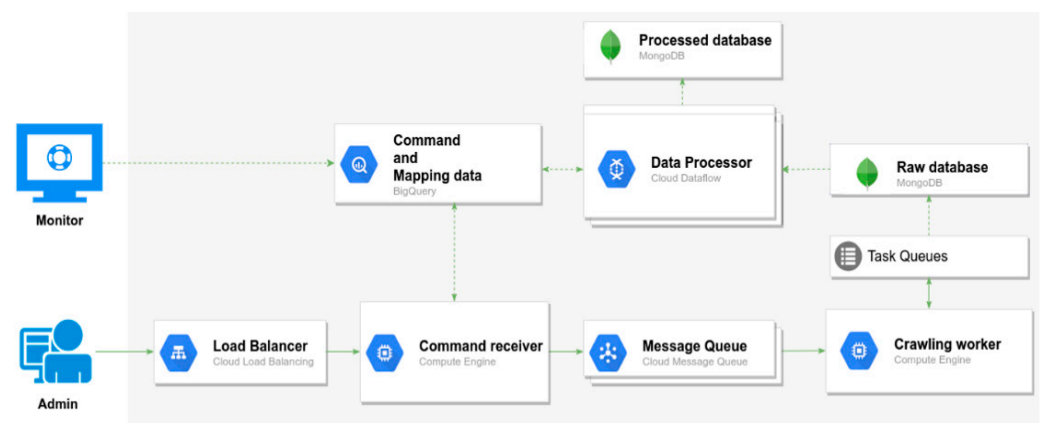 Processed database
MongoDB
Command
and
Mapping data
BigQuery
Data Processor
Cloud Dataflow
Raw database
MongoDB
Monitor
Task Queues
Load Balancer
Cloud Load Balancing
Command receiver
Compute Engine
Message Queue
Cloud Message Queue
Crawling worker
Compute Engine
Admin